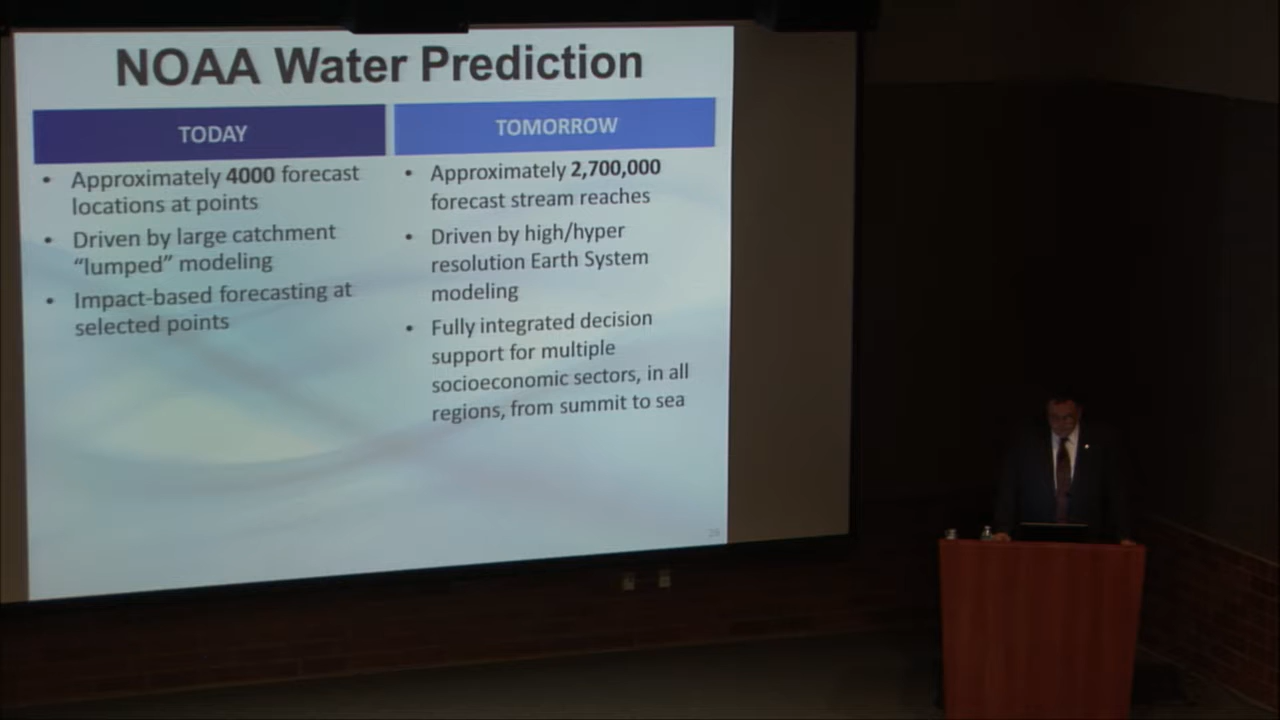 NOAA Water Prediction
TODAY
• Approximately 4000 forecast
locations at points
• Driven by large catchment
“lumped” modeling
• Impact-based forecasting at
selected points
TOMORROW
• Approximately 2,700,000
forecast stream reaches
• Driven by high/hyper
resolution Earth System
modeling
• Fully integrated decision
support for multiple
socioeconomic sectors, in all
regions, from summit to sea